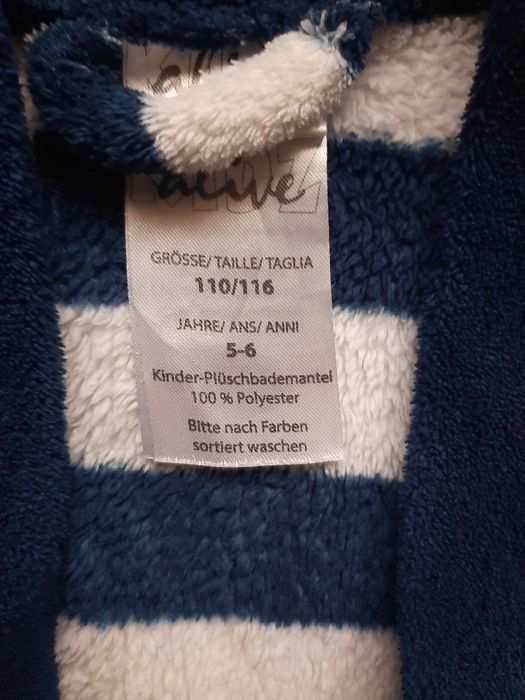 alive
GRÖSSE/ TAILLE/ TAGLIA
110/116
JAHRE/ ANS/ ANNI
5-6
Kinder-Plüschbademantel
100 % Polyester
Bitte nach Farben
sortiert waschen